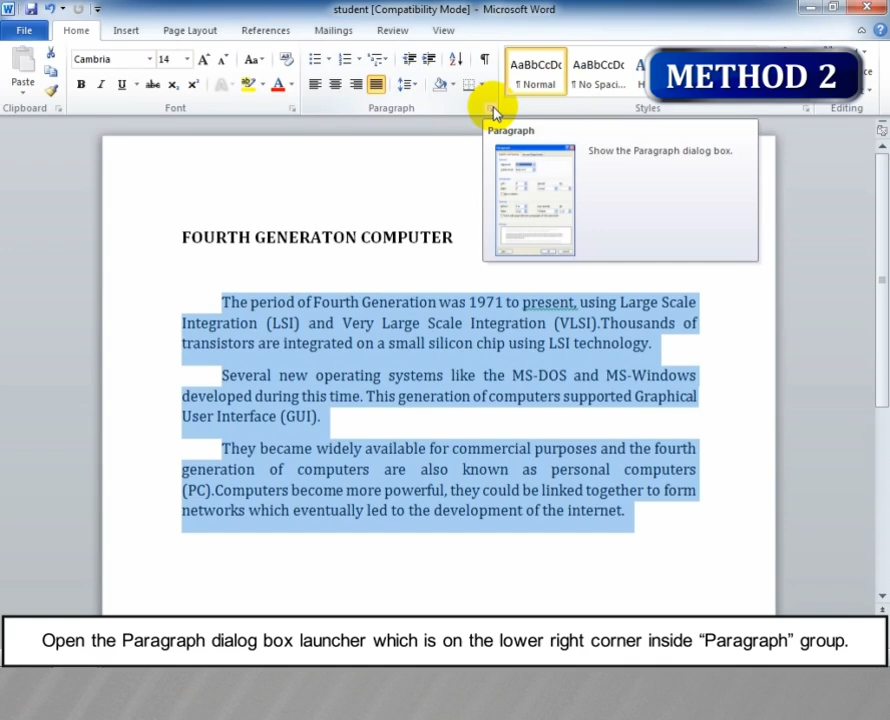 student [Compatibility Mode] - Microsoft Word
File Home Insert Page Layout References Mailings Review View
Cambria 14 Aa AaBbCcDc AaBbCcDc
METHOD 2
Paste B I U abc x₂ x² A ¶ Normal ¶ No Spaci...
Clipboard Font Paragraph Styles Editing
Paragraph
Show the Paragraph dialog box.
FOURTH GENERATON COMPUTER
The period of Fourth Generation was 1971 to present, using Large Scale
Integration (LSI) and Very Large Scale Integration (VLSI).Thousands of
transistors are integrated on a small silicon chip using LSI technology.
Several new operating systems like the MS-DOS and MS-Windows
developed during this time. This generation of computers supported Graphical
User Interface (GUI).
They became widely available for commercial purposes and the fourth
generation of computers are also known as personal computers
(PC).Computers become more powerful, they could be linked together to form
networks which eventually led to the development of the internet.
Open the Paragraph dialog box launcher which is on the lower right corner inside “Paragraph” group.